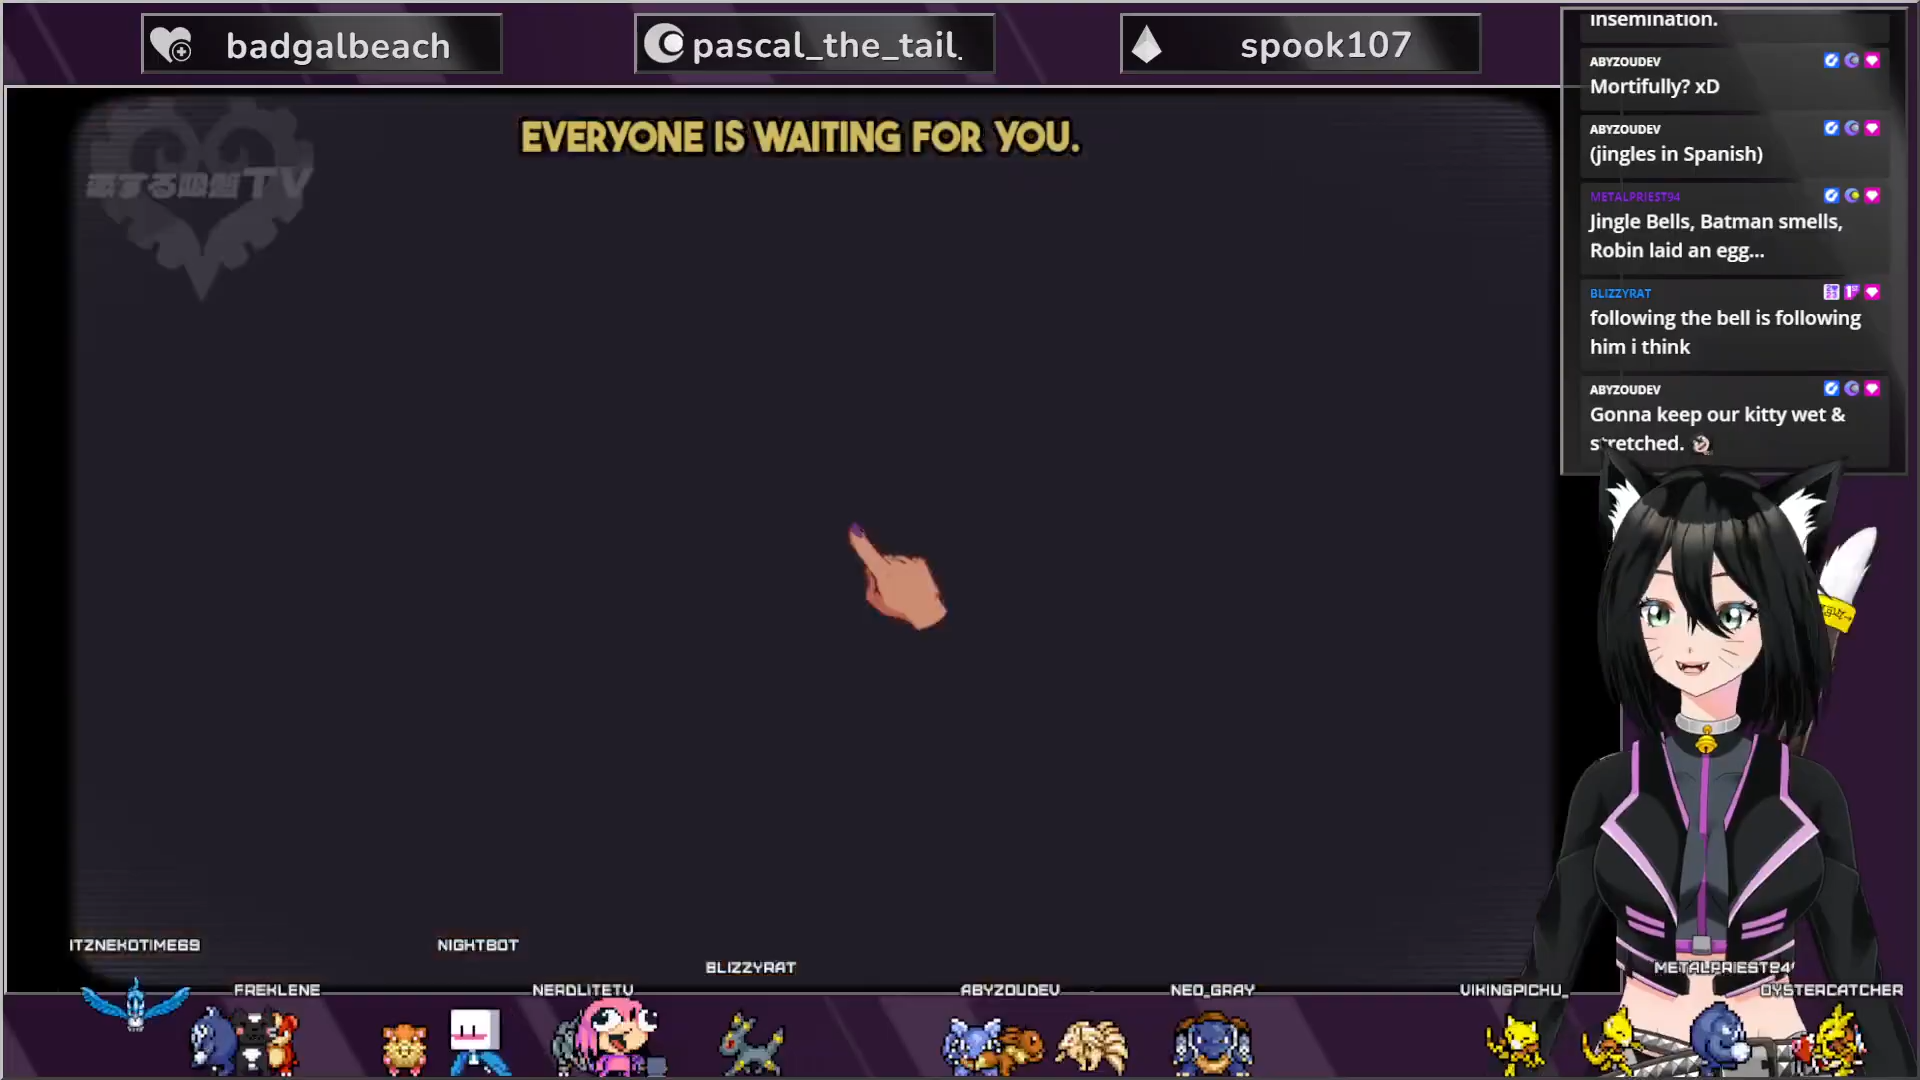 badgalbeach
pascal_the_tail_
spook107
insemination.
ABYZOUDEV
Mortifully? xD
ABYZOUDEV
(jingles in Spanish)
METALPRIEST94
Jingle Bells, Batman smells,
Robin laid an egg...
BLIZZYRAT
following the bell is following
him i think
ABYZOUDEV
Gonna keep our kitty wet &
stretched.
EVERYONE IS WAITING FOR YOU.
TV
ITZNEKOTIME69
NIGHTBOT
BLIZZYRAT
METALPRIEST94
FREKLENE
NERDLITETV
ABYZOUDEV
NEO_GRAY
VIKINGPICHU_
OYSTERCATCHER